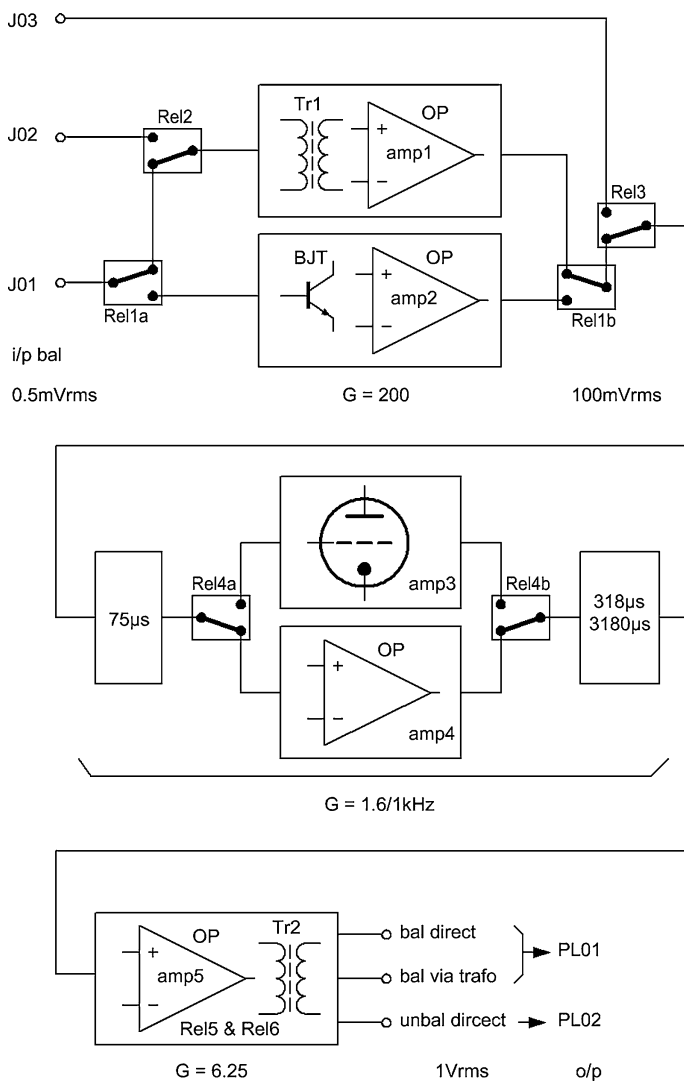 J03
Tr1
OP
Rel2
J02
amp1
Rel3
BJT
OP
J01
amp2
Rel1a
Rel1b
i/p bal
0.5mVrms
G = 200
100mVrms
Rel4a
amp3
Rel4b
75µs
318µs
3180µs
OP
amp4
G = 1.6/1kHz
OP
Tr2
bal direct
PL01
amp5
bal via trafo
Rel5 & Rel6
unbal dircect
PL02
G = 6.25
1Vrms
o/p